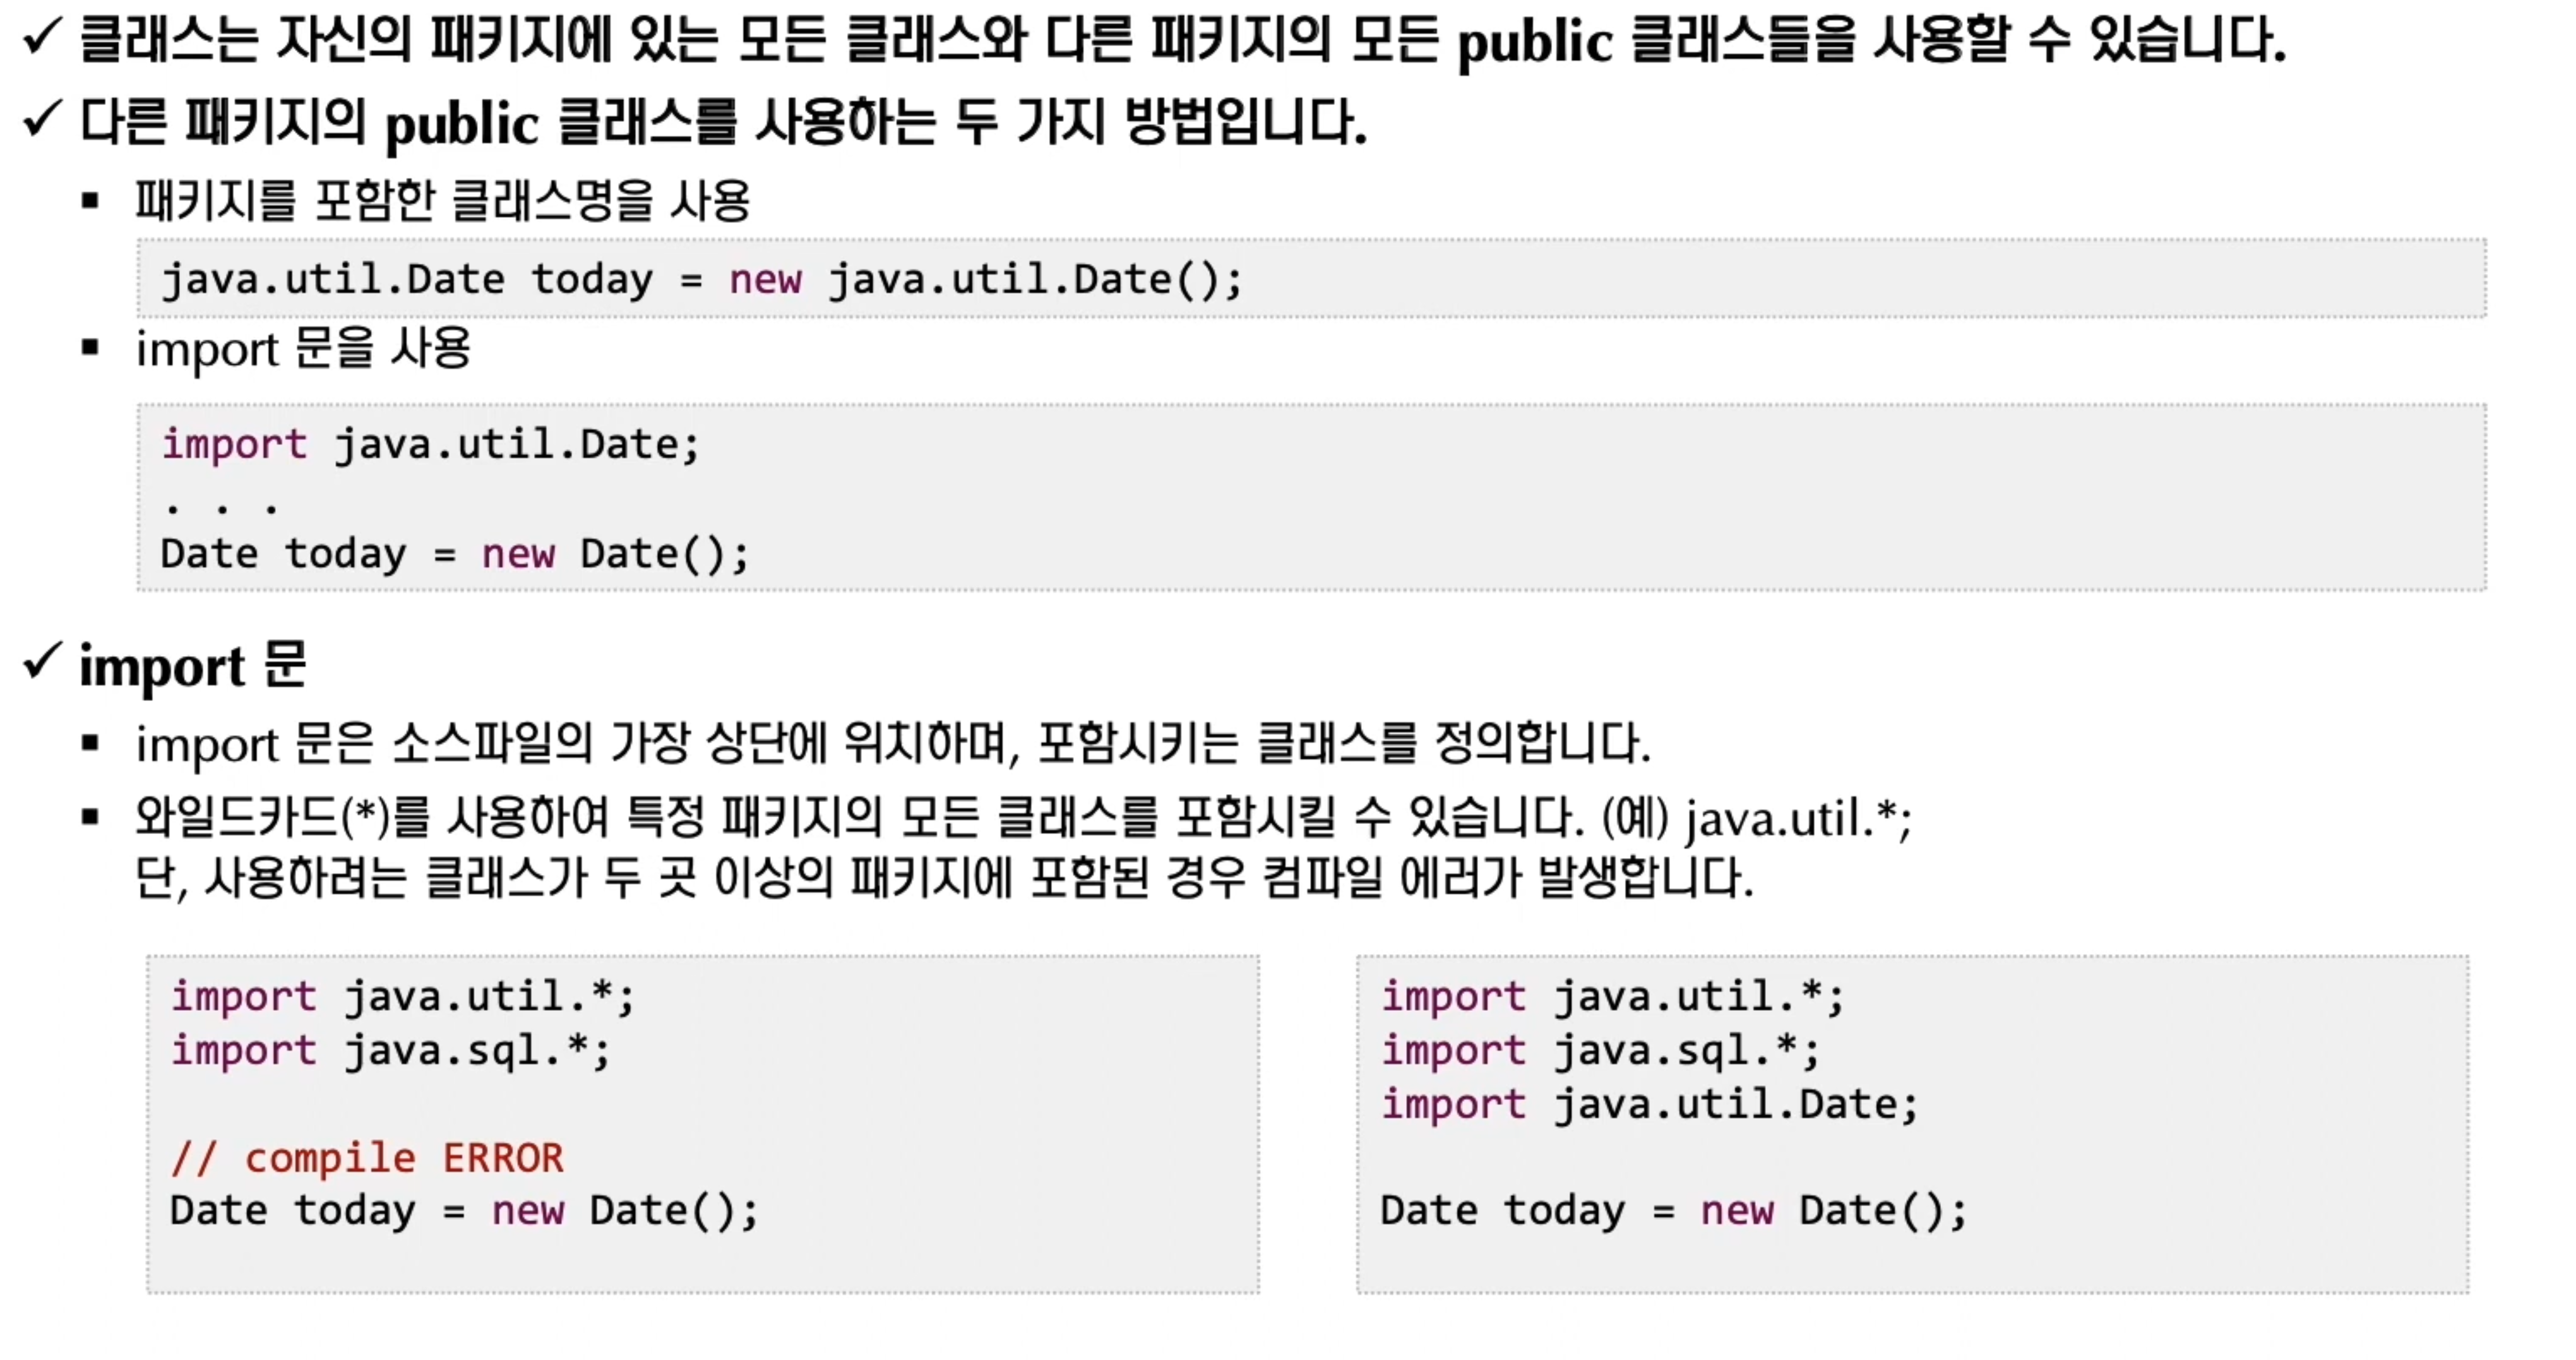 ✓ 클래스는 자신의 패키지에 있는 모든 클래스와 다른 패키지의 모든 public 클래스들을 사용할 수 있습니다.
✓ 다른 패키지의 public 클래스를 사용하는 두 가지 방법입니다.
▪ 패키지를 포함한 클래스명을 사용
java.util.Date today = new java.util.Date();
▪ import 문을 사용
import java.util.Date;
. . .
Date today = new Date();
✓ import 문
▪ import 문은 소스파일의 가장 상단에 위치하며, 포함시키는 클래스를 정의합니다.
▪ 와일드카드(*)를 사용하여 특정 패키지의 모든 클래스를 포함시킬 수 있습니다. (예) java.util.*;
단, 사용하려는 클래스가 두 곳 이상의 패키지에 포함된 경우 컴파일 에러가 발생합니다.
import java.util.*;
import java.sql.*;
// compile ERROR
Date today = new Date();
import java.util.*;
import java.sql.*;
import java.util.Date;
Date today = new Date();